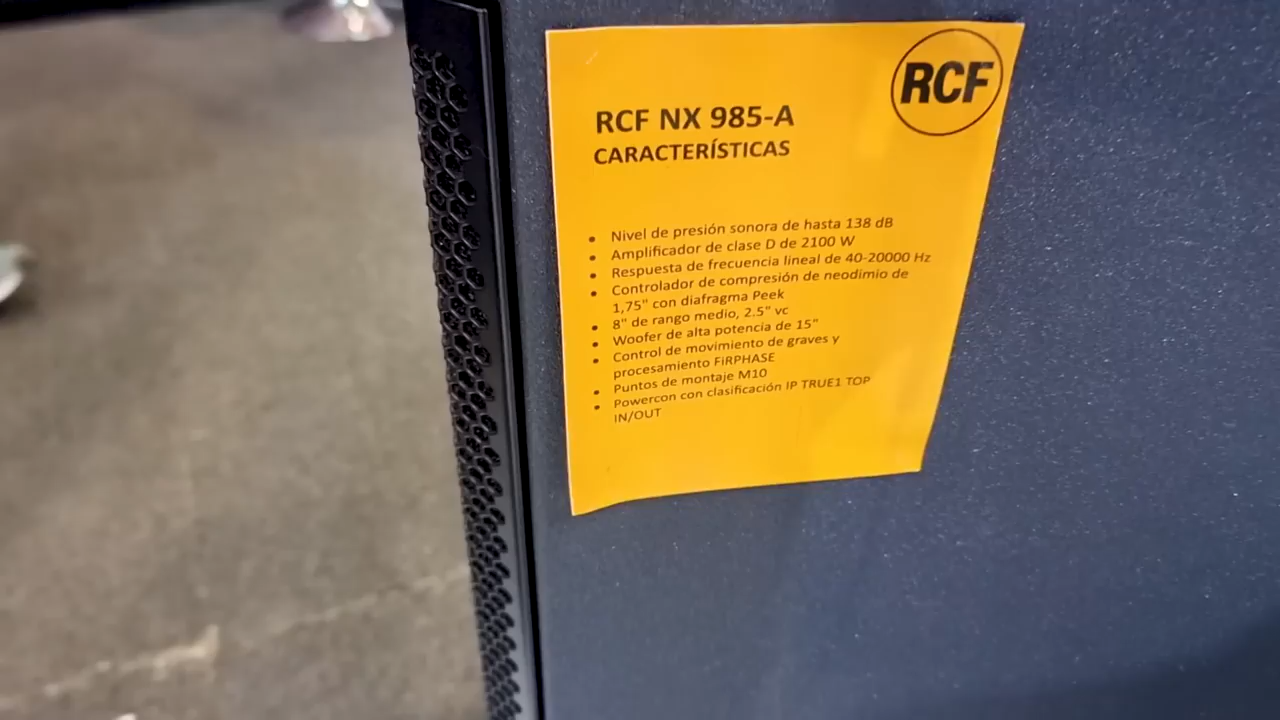 RCF
RCF NX 985-A
CARACTERÍSTICAS
• Nivel de presión sonora de hasta 138 dB
• Amplificador de clase D de 2100 W
• Respuesta de frecuencia lineal de 40-20000 Hz
• Controlador de compresión de neodimio de
1,75" con diafragma Peek
• 8" de rango medio, 2.5" vc
• Woofer de alta potencia de 15"
• Control de movimiento de graves y
procesamiento FiRPHASE
• Puntos de montaje M10
• Powercon con clasificación IP TRUE1 TOP
IN/OUT